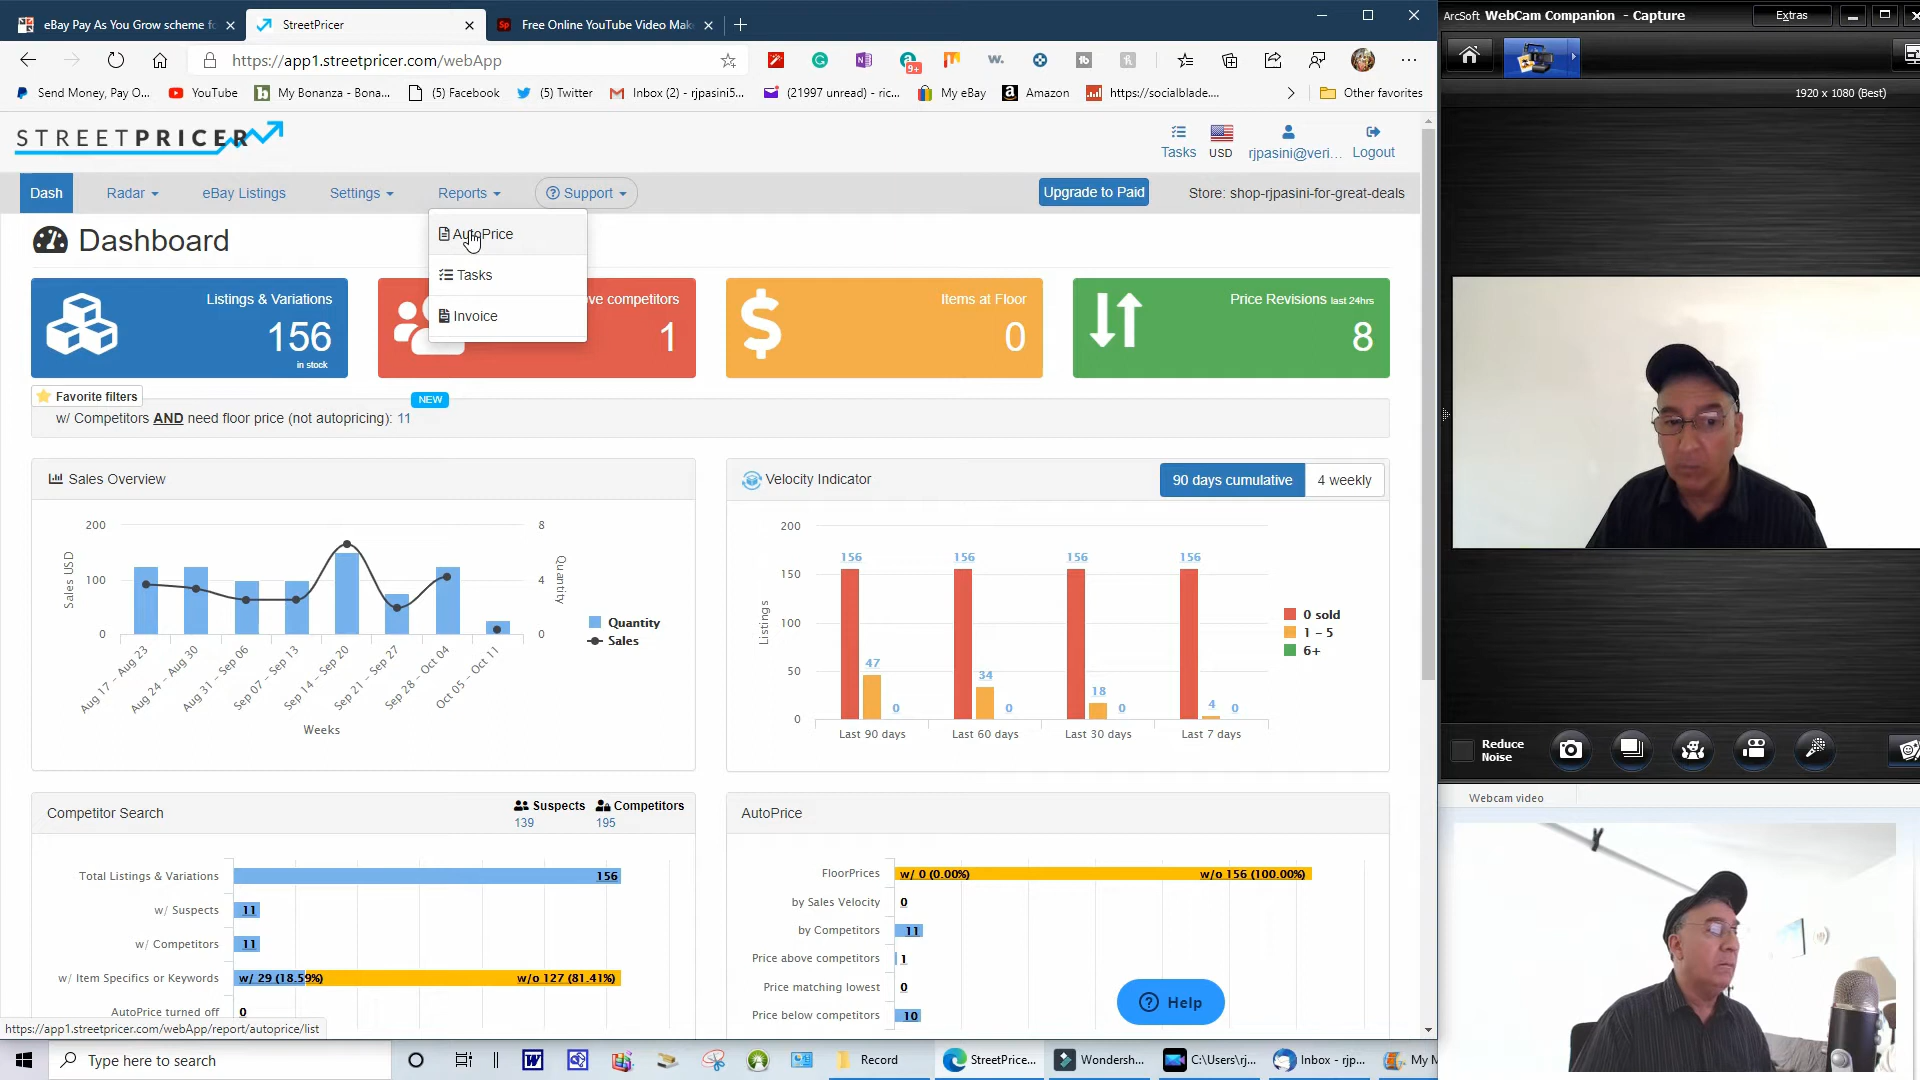 eBay Pay As You Grow scheme f
StreetPricer
Free Online YouTube Video Mak
ArcSoft WebCam Companion - Capture
Extras
https://app1.streetpricer.com/webApp
9+
Send Money, Pay O...
YouTube
My Bonanza - Bona...
(5) Facebook
(5) Twitter
Inbox (2) - rjpasini5...
(21997 unread) - ric...
My eBay
Amazon
https://socialblade....
Other favorites
1920 x 1080 (Best)
STREETPRICER
Tasks
USD
rjpasini@veri...
Logout
Dash
Radar
eBay Listings
Settings
Reports
Support
Upgrade to Paid
Store: shop-rjpasini-for-great-deals
AutoPrice
Tasks
Invoice
Dashboard
Listings & Variations
156
in stock
ve competitors
1
Items at Floor
0
Price Revisions last 24hrs
8
Favorite filters
NEW
w/ Competitors AND need floor price (not autopricing): 11
Sales Overview
Sales USD
200
100
0
8
4
0
Quantity
Quantity
Sales
Aug 17 – Aug 23
Aug 24 – Aug 30
Aug 31 – Sep 06
Sep 07 – Sep 13
Sep 14 – Sep 20
Sep 21 – Sep 27
Sep 28 – Oct 04
Oct 05 – Oct 11
Weeks
Velocity Indicator
90 days cumulative
4 weekly
Listings
200
150
100
50
0
156
47
0
156
34
0
156
18
0
156
4
0
Last 90 days
Last 60 days
Last 30 days
Last 7 days
0 sold
1 – 5
6+
Reduce Noise
Webcam video
Competitor Search
Suspects
139
Competitors
195
Total Listings & Variations
156
w/ Suspects
11
w/ Competitors
11
w/ Item Specifics or Keywords
w/ 29 (18.59%)
w/o 127 (81.41%)
AutoPrice turned off
0
AutoPrice
FloorPrices
w/ 0 (0.00%)
w/o 156 (100.00%)
by Sales Velocity
0
by Competitors
11
Price above competitors
1
Price matching lowest
0
Price below competitors
10
Help
https://app1.streetpricer.com/webApp/report/autoprice/list
Type here to search
Record
StreetPrice...
Wondersh...
C:\Users\rj...
Inbox - rjp...
My M